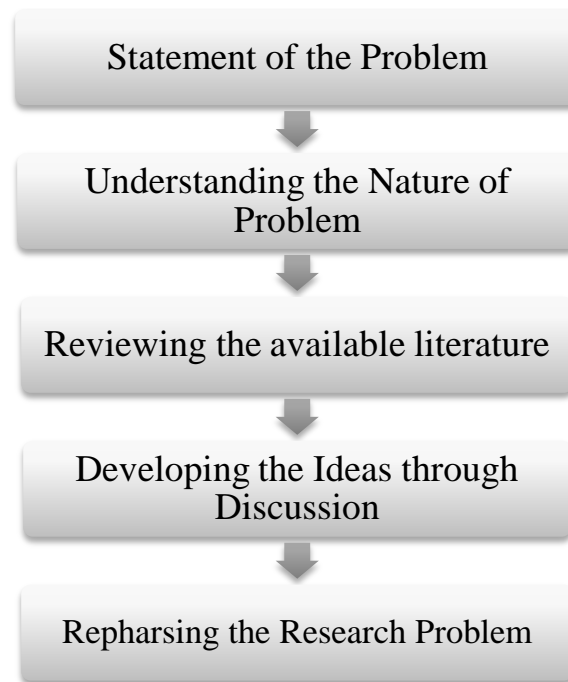 Statement of the Problem
Understanding the Nature of
Problem
Reviewing the available literature
Developing the Ideas through
Discussion
Repharsing the Research Problem